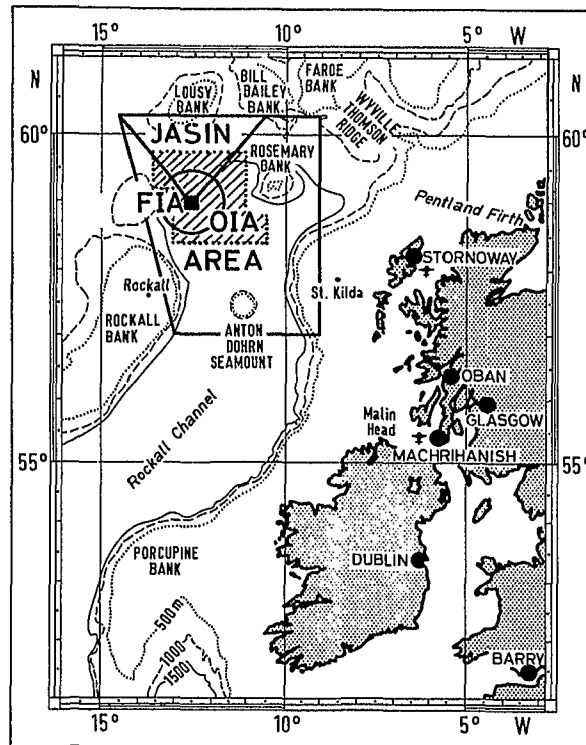 15° 10° 5° W
N
N
60°
60°
LOUSY
BANK
BILL
BAILEY
BANK
FAROE
BANK
WYVILLE
THOMSON
RIDGE
JASIN
ROSEMARY
BANK
FIA
OIA
AREA
Pentland Firth
STORNOWAY
Rockall
St. Kilda
ROCKALL
BANK
ANTON
DOHRN
SEAMOUNT
OBAN
GLASGOW
Malin
Head
MACHRIHANISH
Rockall Channel
55°
55°
PORCUPINE
BANK
DUBLIN
500m
1000
1500
BARRY
15° 10° 5° W